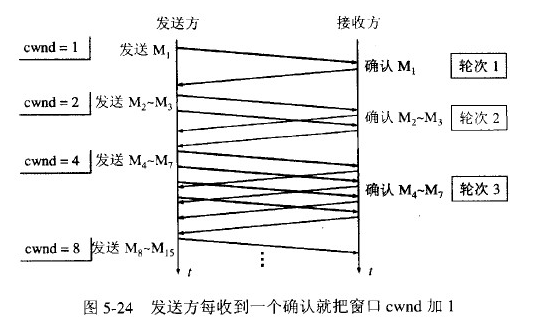 发送方 接收方
cwnd = 1 发送 M1
确认 M1 轮次 1
cwnd = 2 发送 M2~M3
确认 M2~M3 轮次 2
cwnd = 4 发送 M4~M7
确认 M4~M7 轮次 3
cwnd = 8 发送 M8~M15
t t
图 5-24 发送方每收到一个确认就把窗口 cwnd 加 1